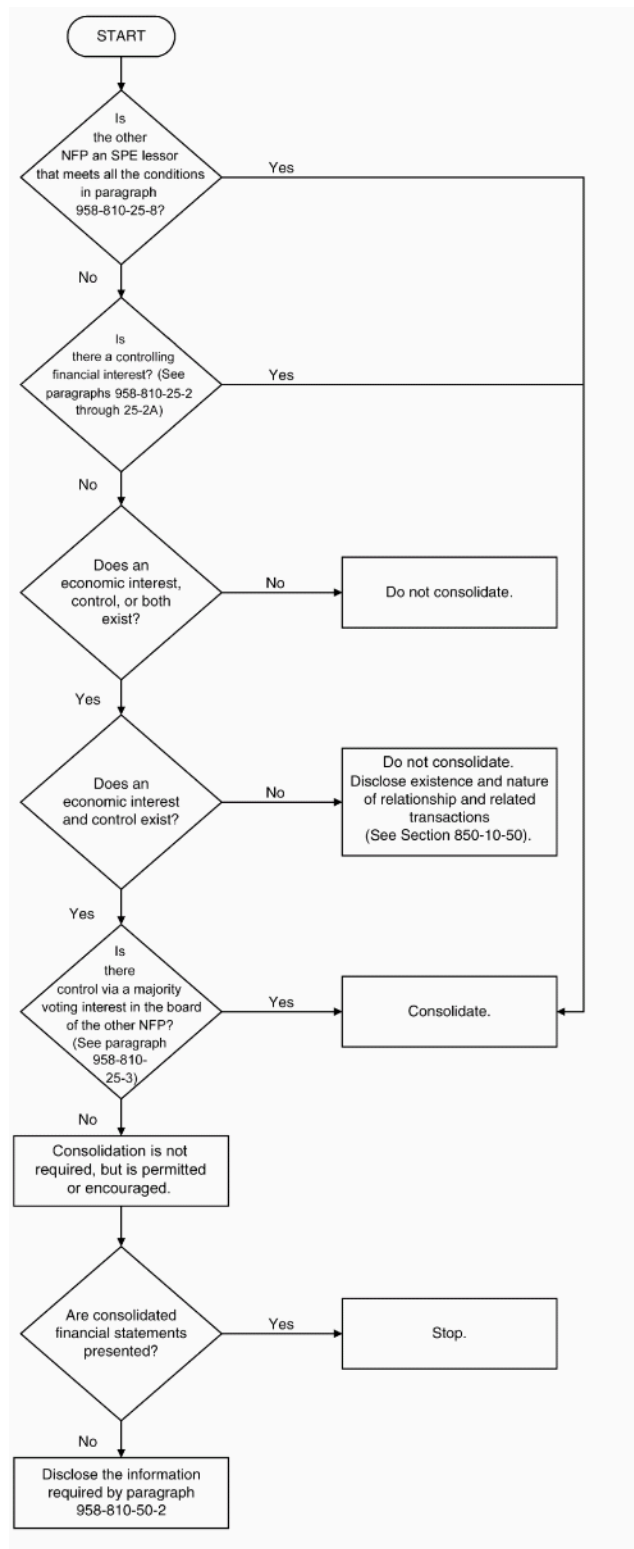 START
Is
the other
NFP an SPE lessor
that meets all the conditions
in paragraph
958-810-25-8?
Yes
No
Is
there a controlling
financial interest? (See
paragraphs 958-810-25-2
through 25-2A)
Yes
No
Does an
economic interest,
control, or both
exist?
No
Do not consolidate.
Yes
Does an
economic interest
and control exist?
No
Do not consolidate.
Disclose existence and nature
of relationship and related
transactions
(See Section 850-10-50).
Yes
Is
there
control via a majority
voting interest in the board
of the other NFP?
(See paragraph
958-810-
25-3)
Yes
Consolidate.
No
Consolidation is not
required, but is permitted
or encouraged.
Are consolidated
financial statements
presented?
Yes
Stop.
No
Disclose the information
required by paragraph
958-810-50-2